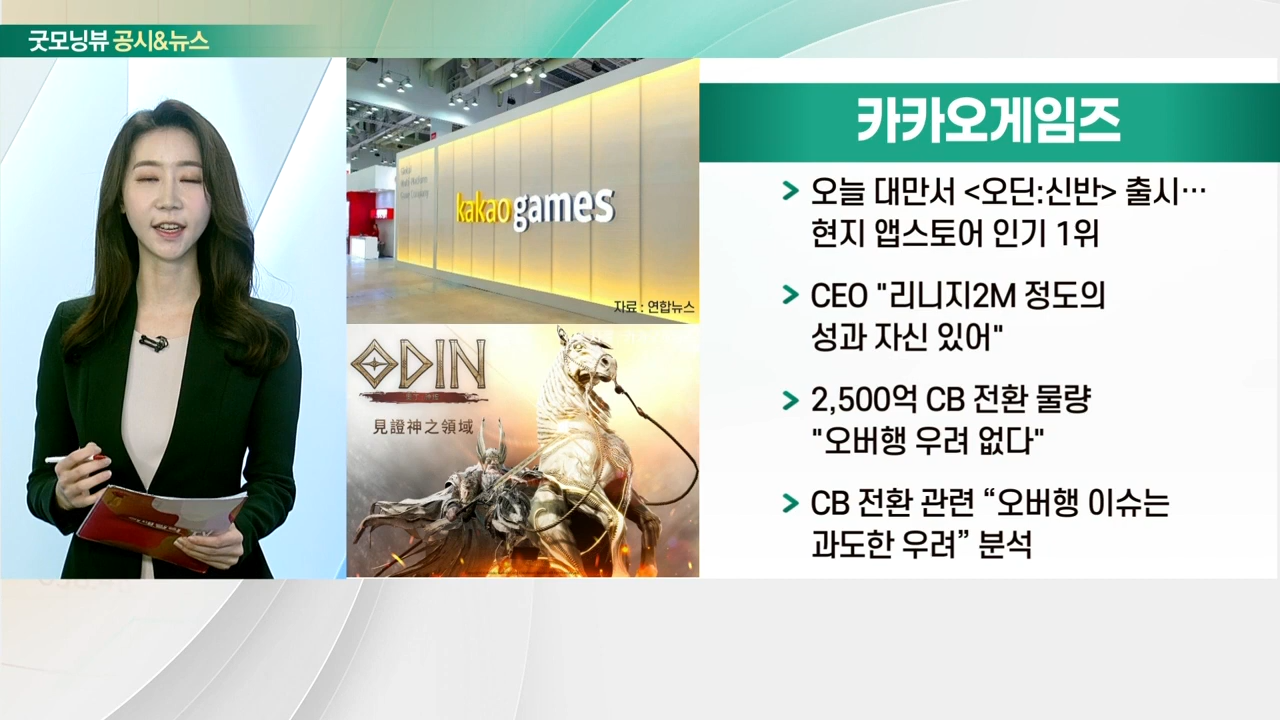 굿모닝뷰 공시&뉴스
kakaogames
자료 : 연합뉴스
ODIN
見證神之領域
카카오게임즈
오늘 대만서 <오딘:신반> 출시…
현지 앱스토어 인기 1위
CEO "리니지2M 정도의
성과 자신 있어"
2,500억 CB 전환 물량
"오버행 우려 없다"
CB 전환 관련 “오버행 이슈는
과도한 우려” 분석